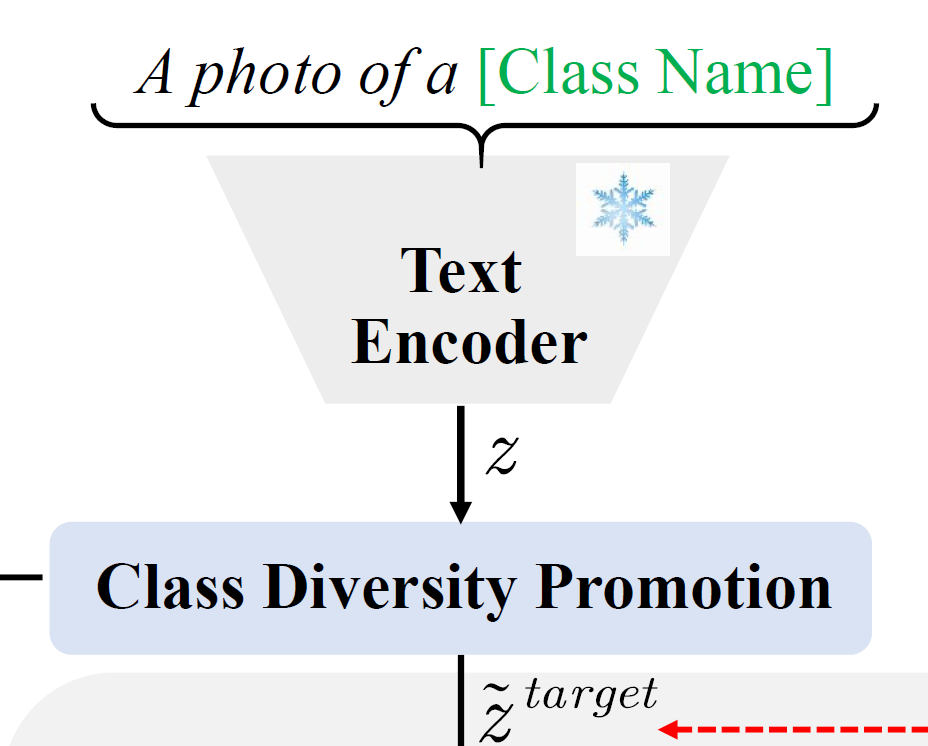 A photo of a [Class Name]
Text
Encoder
z
Class Diversity Promotion
z̃^{target}